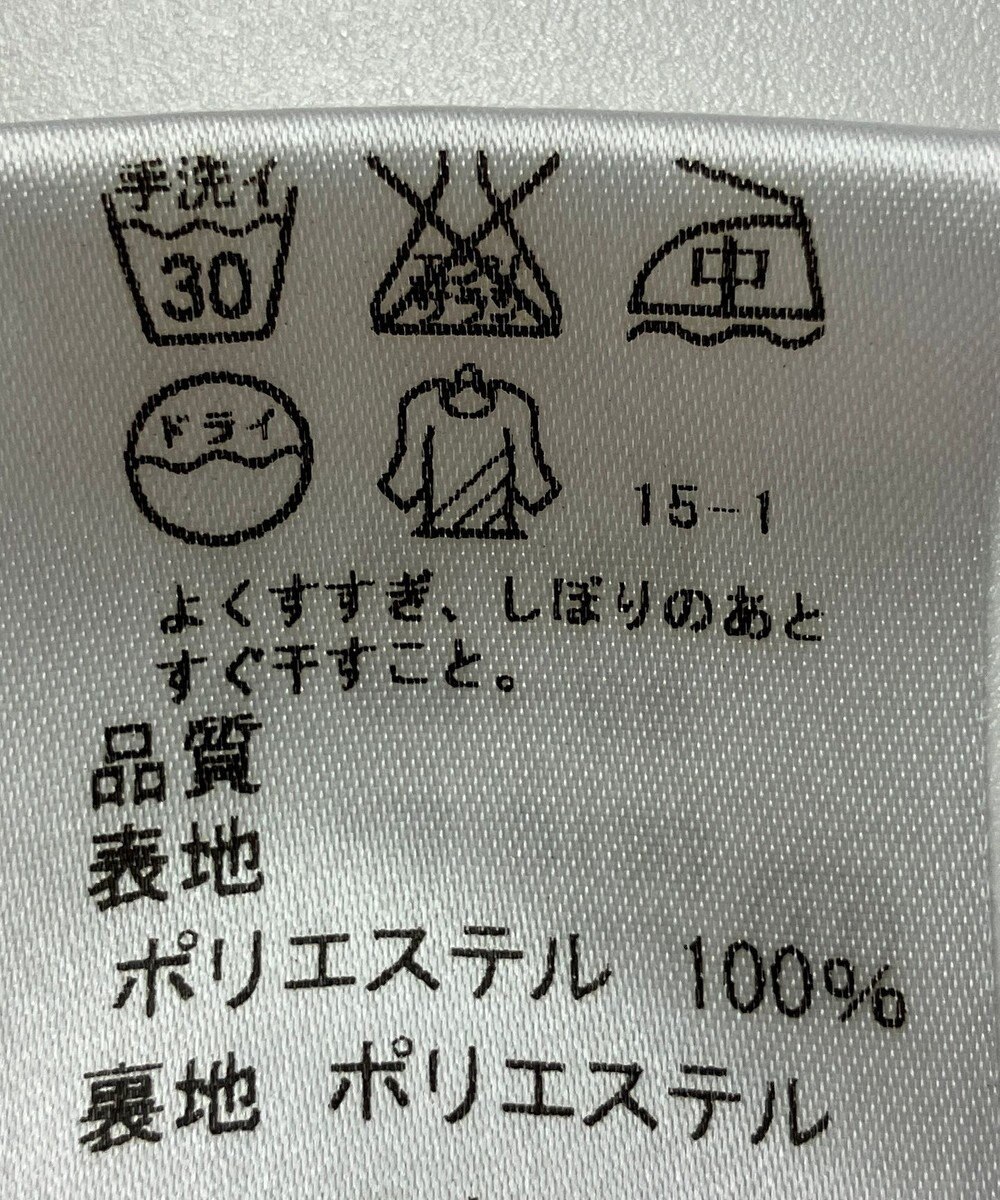 手洗イ
30
中
ドライ
15-1
よくすすぎ、しぼりのあと
すぐ干すこと。
品質
表地
ポリエステル 100%
裏地 ポリエステル